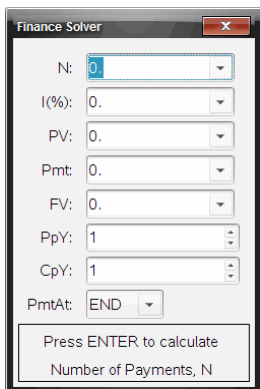 Finance Solver
N: 0.
I(%): 0.
PV: 0.
Pmt: 0.
FV: 0.
PpY: 1
CpY: 1
PmtAt: END
Press ENTER to calculate
Number of Payments, N